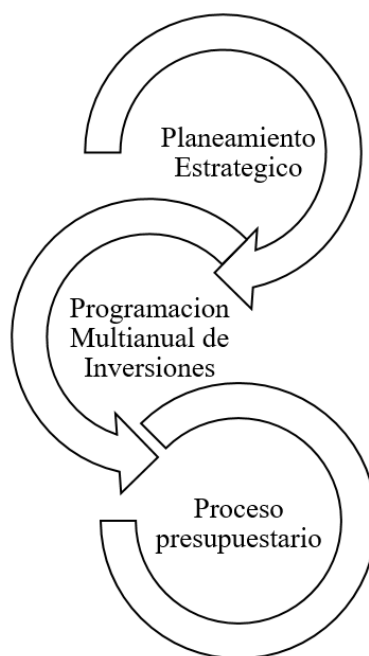 Planeamiento
Estrategico
Programacion
Multianual de
Inversiones
Proceso
presupuestario